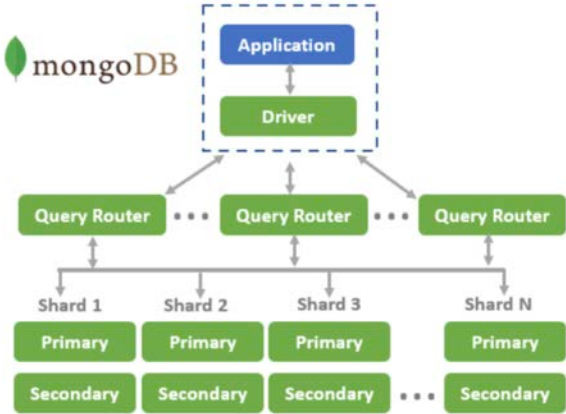 mongoDB
Application
Driver
Query Router Query Router Query Router
Shard 1 Shard 2 Shard 3 Shard N
Primary Primary Primary Primary
Secondary Secondary Secondary Secondary